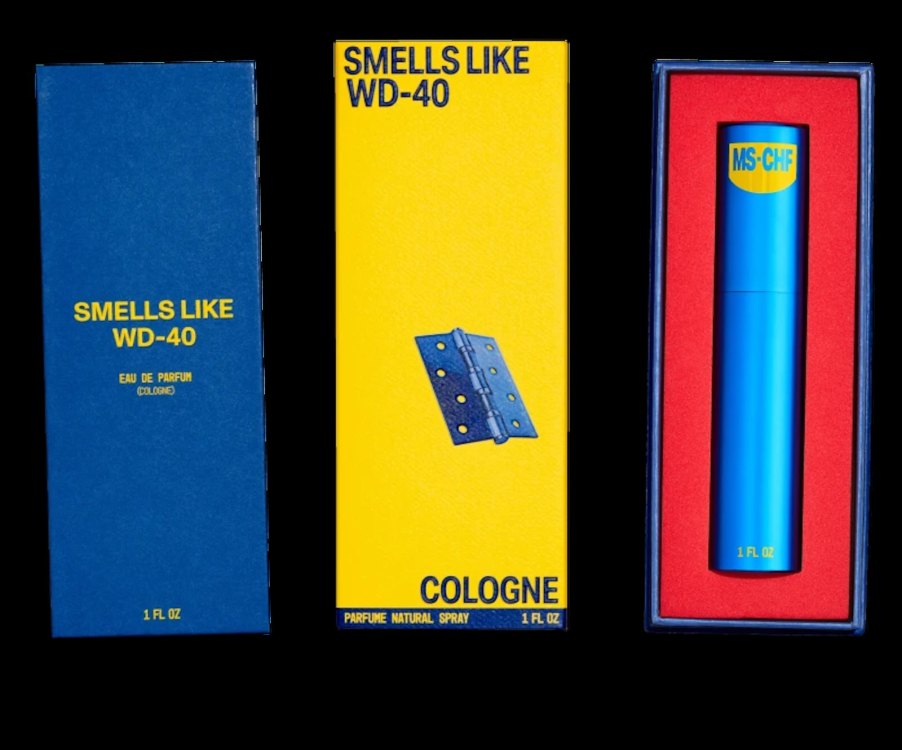 SMELLS LIKE
WD-40
EAU DE PARFUM
(COLOGNE)
1 FL OZ
SMELLS LIKE
WD-40
COLOGNE
PARFUME NATURAL SPRAY 1 FL OZ
MS-CHF
1 FL OZ